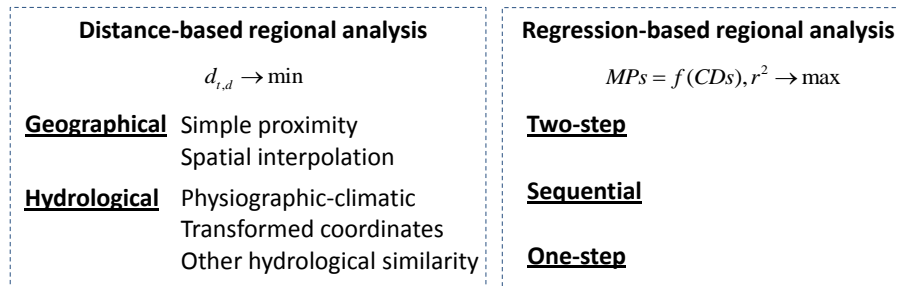 Distance-based regional analysis
d_{t,d} → min
Geographical Simple proximity
Spatial interpolation
Hydrological Physiographic-climatic
Transformed coordinates
Other hydrological similarity
Regression-based regional analysis
MPs = f(CDs), r² → max
Two-step
Sequential
One-step